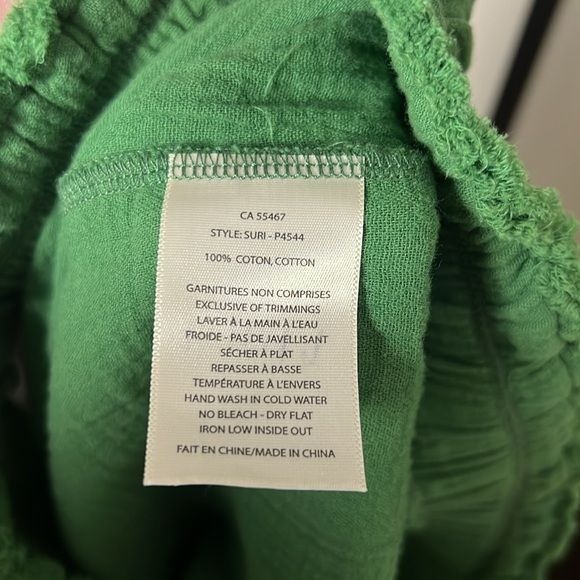 CA 55467
STYLE: SURI - P4544
100% COTON, COTTON
GARNITURES NON COMPRISES
EXCLUSIVE OF TRIMMINGS
LAVER À LA MAIN À L'EAU
FROIDE - PAS DE JAVELLISANT
SÉCHER À PLAT
REPASSER À BASSE
TEMPÉRATURE À L'ENVERS
HAND WASH IN COLD WATER
NO BLEACH - DRY FLAT
IRON LOW INSIDE OUT
FAIT EN CHINE/MADE IN CHINA